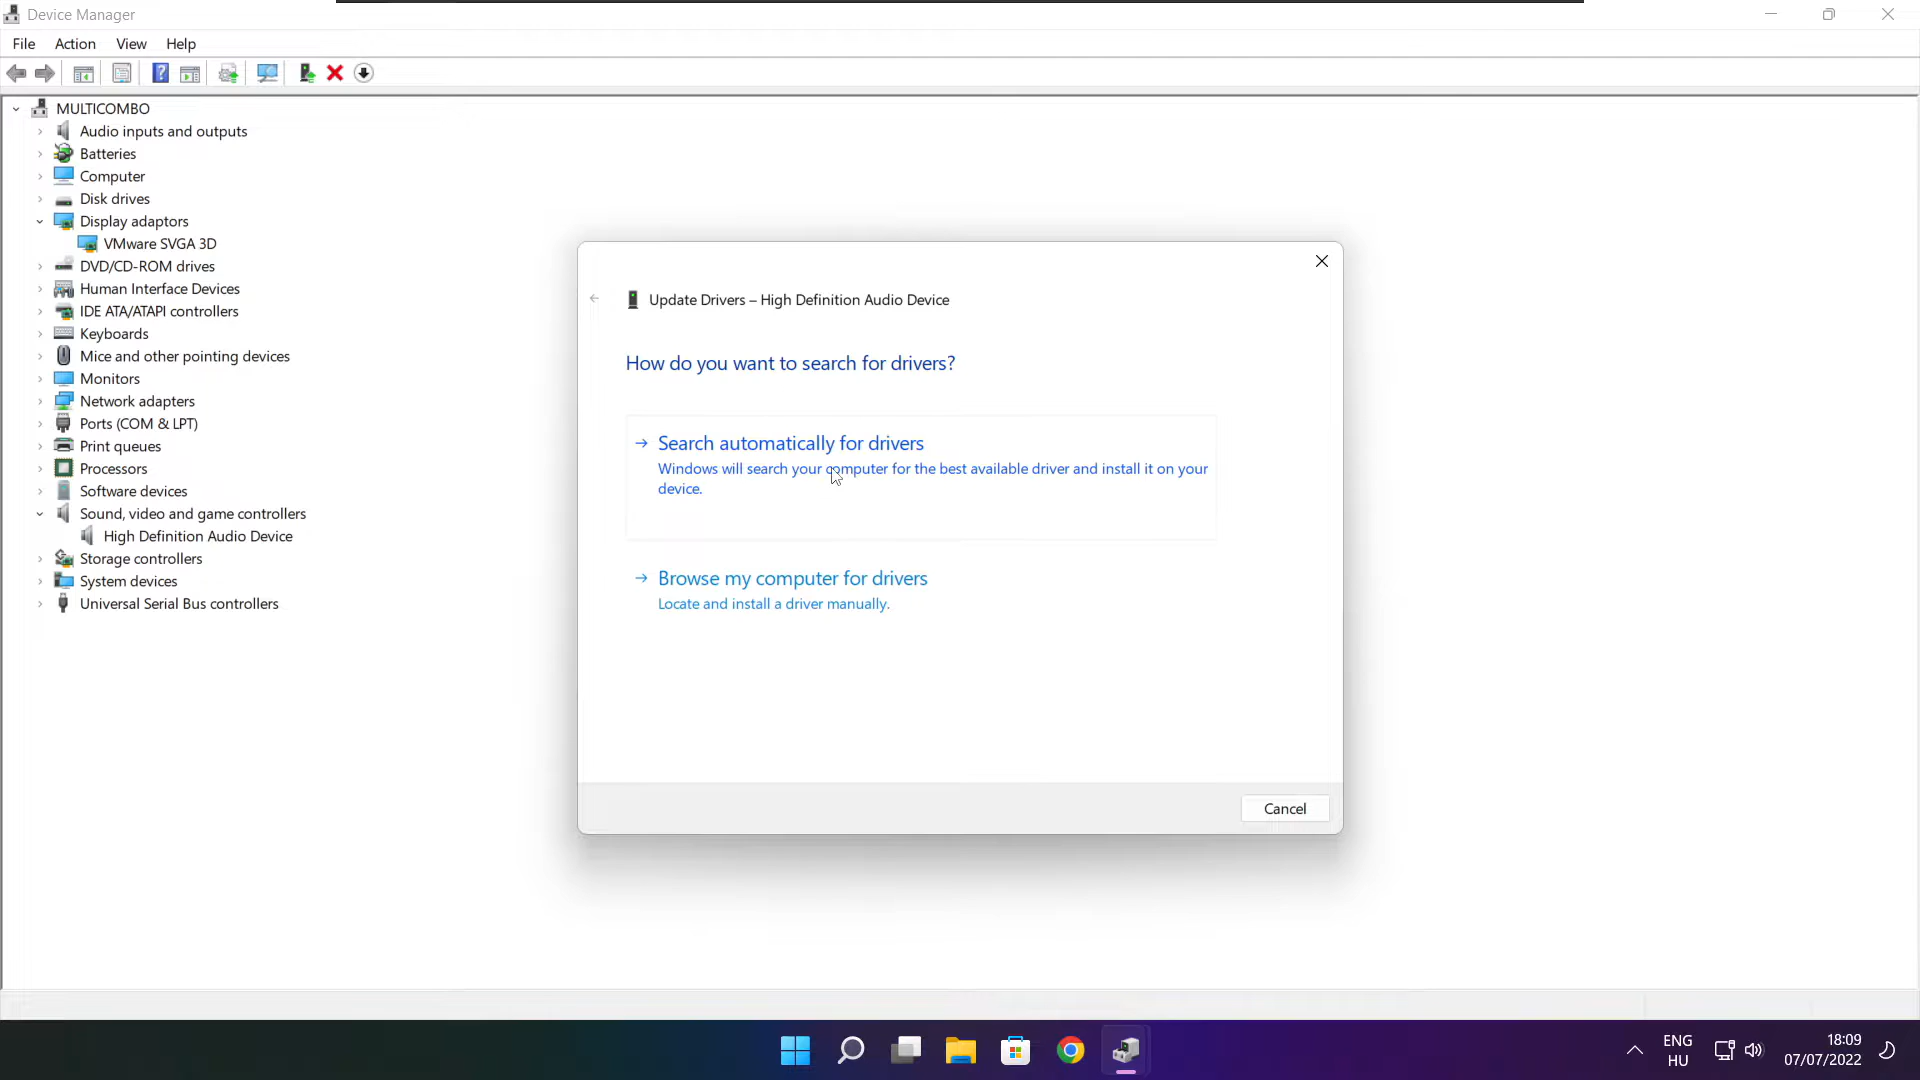 Device Manager
File Action View Help
MULTICOMBO
Audio inputs and outputs
Batteries
Computer
Disk drives
Display adaptors
VMware SVGA 3D
DVD/CD-ROM drives
Human Interface Devices
IDE ATA/ATAPI controllers
Keyboards
Mice and other pointing devices
Monitors
Network adapters
Ports (COM & LPT)
Print queues
Processors
Software devices
Sound, video and game controllers
High Definition Audio Device
Storage controllers
System devices
Universal Serial Bus controllers
Update Drivers – High Definition Audio Device
How do you want to search for drivers?
Search automatically for drivers
Windows will search your computer for the best available driver and install it on your
device.
Browse my computer for drivers
Locate and install a driver manually.
Cancel
ENG
HU
18:09
07/07/2022